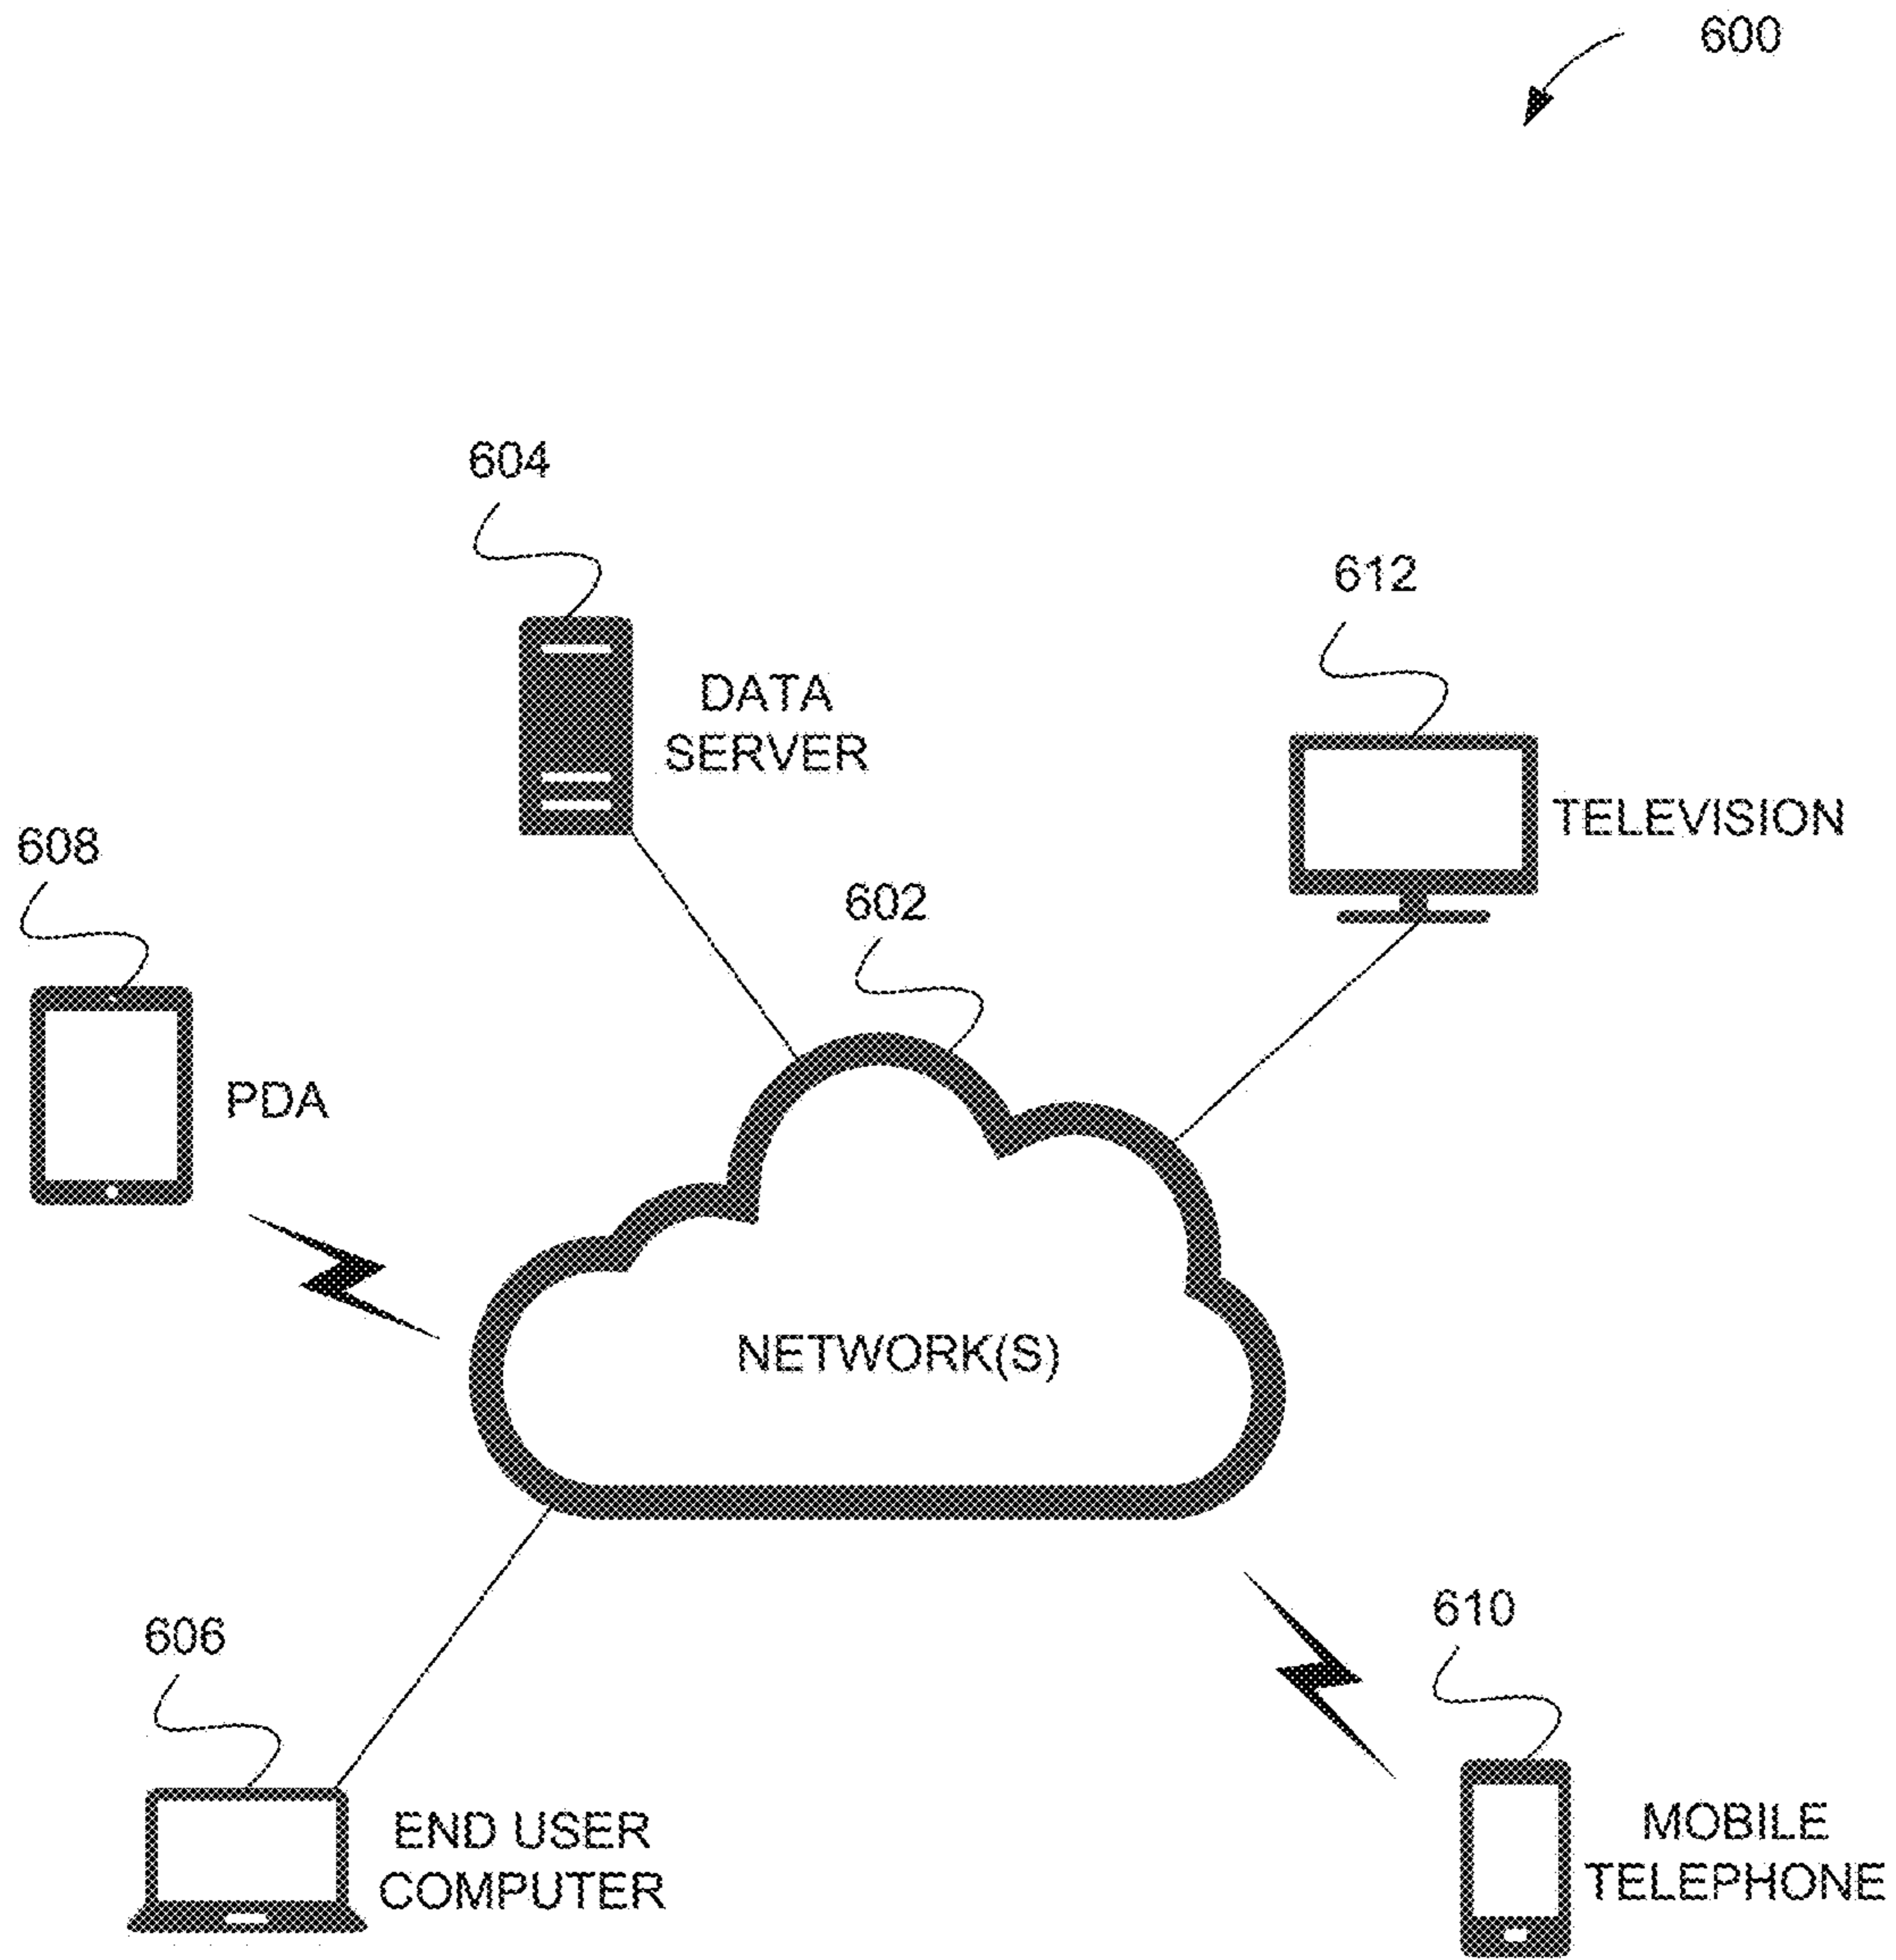 600
604
612
DATA
SERVER
TELEVISION
608
602
PDA
NETWORK(S)
606
610
END USER
COMPUTER
MOBILE
TELEPHONE